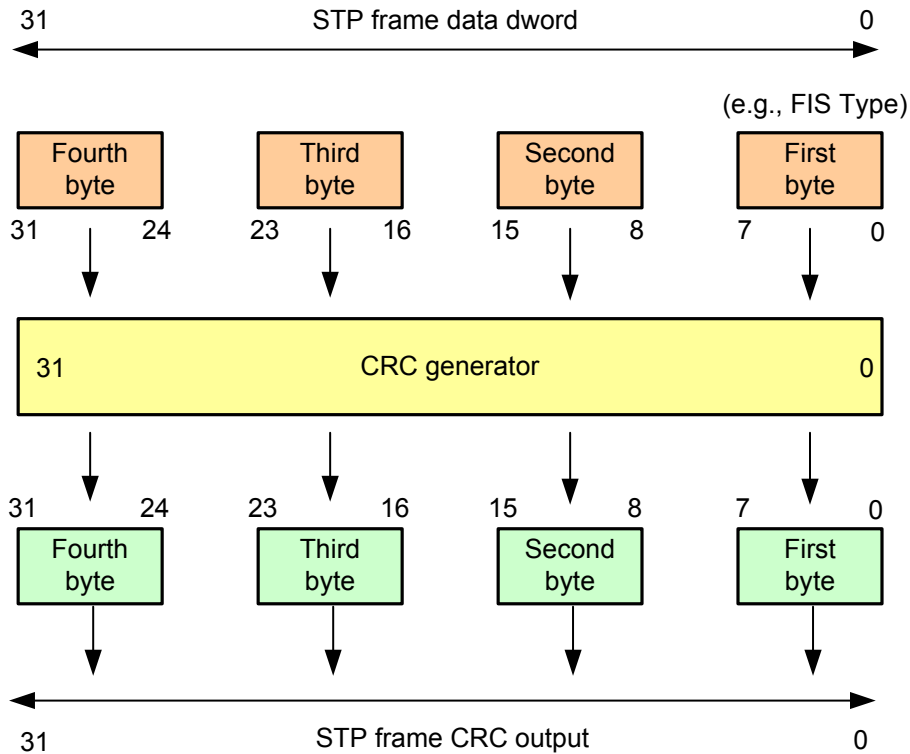 31 STP frame data dword 0
(e.g., FIS Type)
Fourth byte Third byte Second byte First byte
31 24 23 16 15 8 7 0
31 CRC generator 0
31 24 23 16 15 8 7 0
Fourth byte Third byte Second byte First byte
31 STP frame CRC output 0